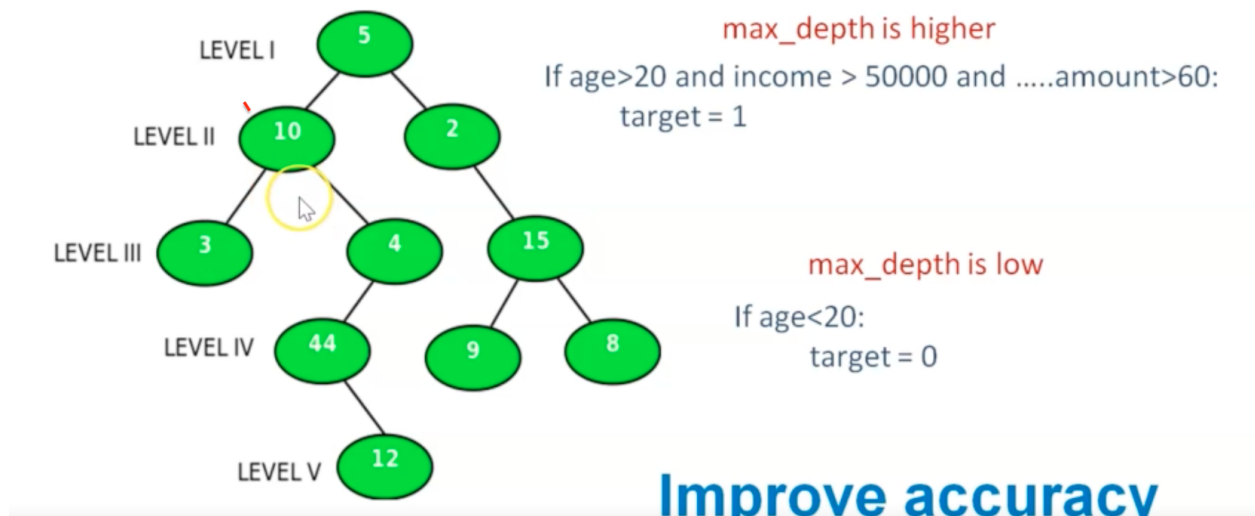 5
max_depth is higher
LEVEL I
If age>20 and income > 50000 and .....amount>60:
target = 1
LEVEL II
10
2
LEVEL III
3
4
15
max_depth is low
If age<20:
target = 0
LEVEL IV
44
9
8
LEVEL V
12
Improve accuracy